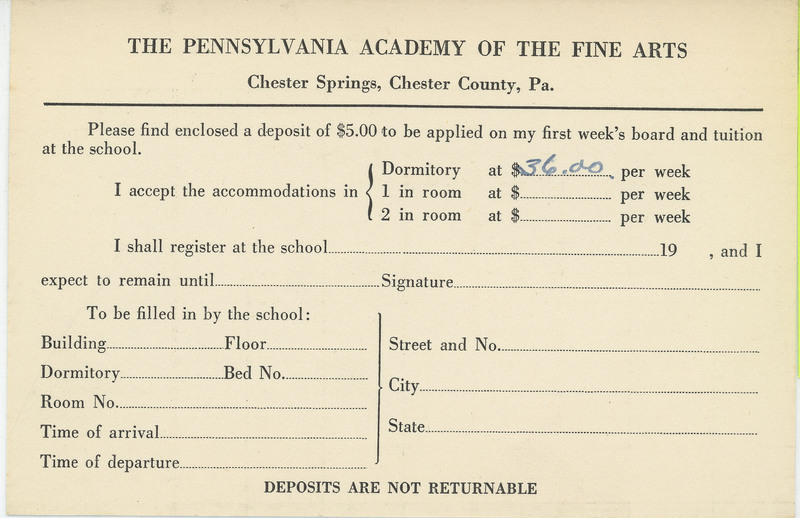 THE PENNSYLVANIA ACADEMY OF THE FINE ARTS
Chester Springs, Chester County, Pa.
Please find enclosed a deposit of $5.00 to be applied on my first week's board and tuition
at the school.
I accept the accommodations in
Dormitory at $36.00 per week
1 in room at $ per week
2 in room at $ per week
I shall register at the school 19 , and I
expect to remain until Signature
To be filled in by the school:
Building Floor
Dormitory Bed No.
Room No.
Time of arrival
Time of departure
Street and No.
City
State
DEPOSITS ARE NOT RETURNABLE